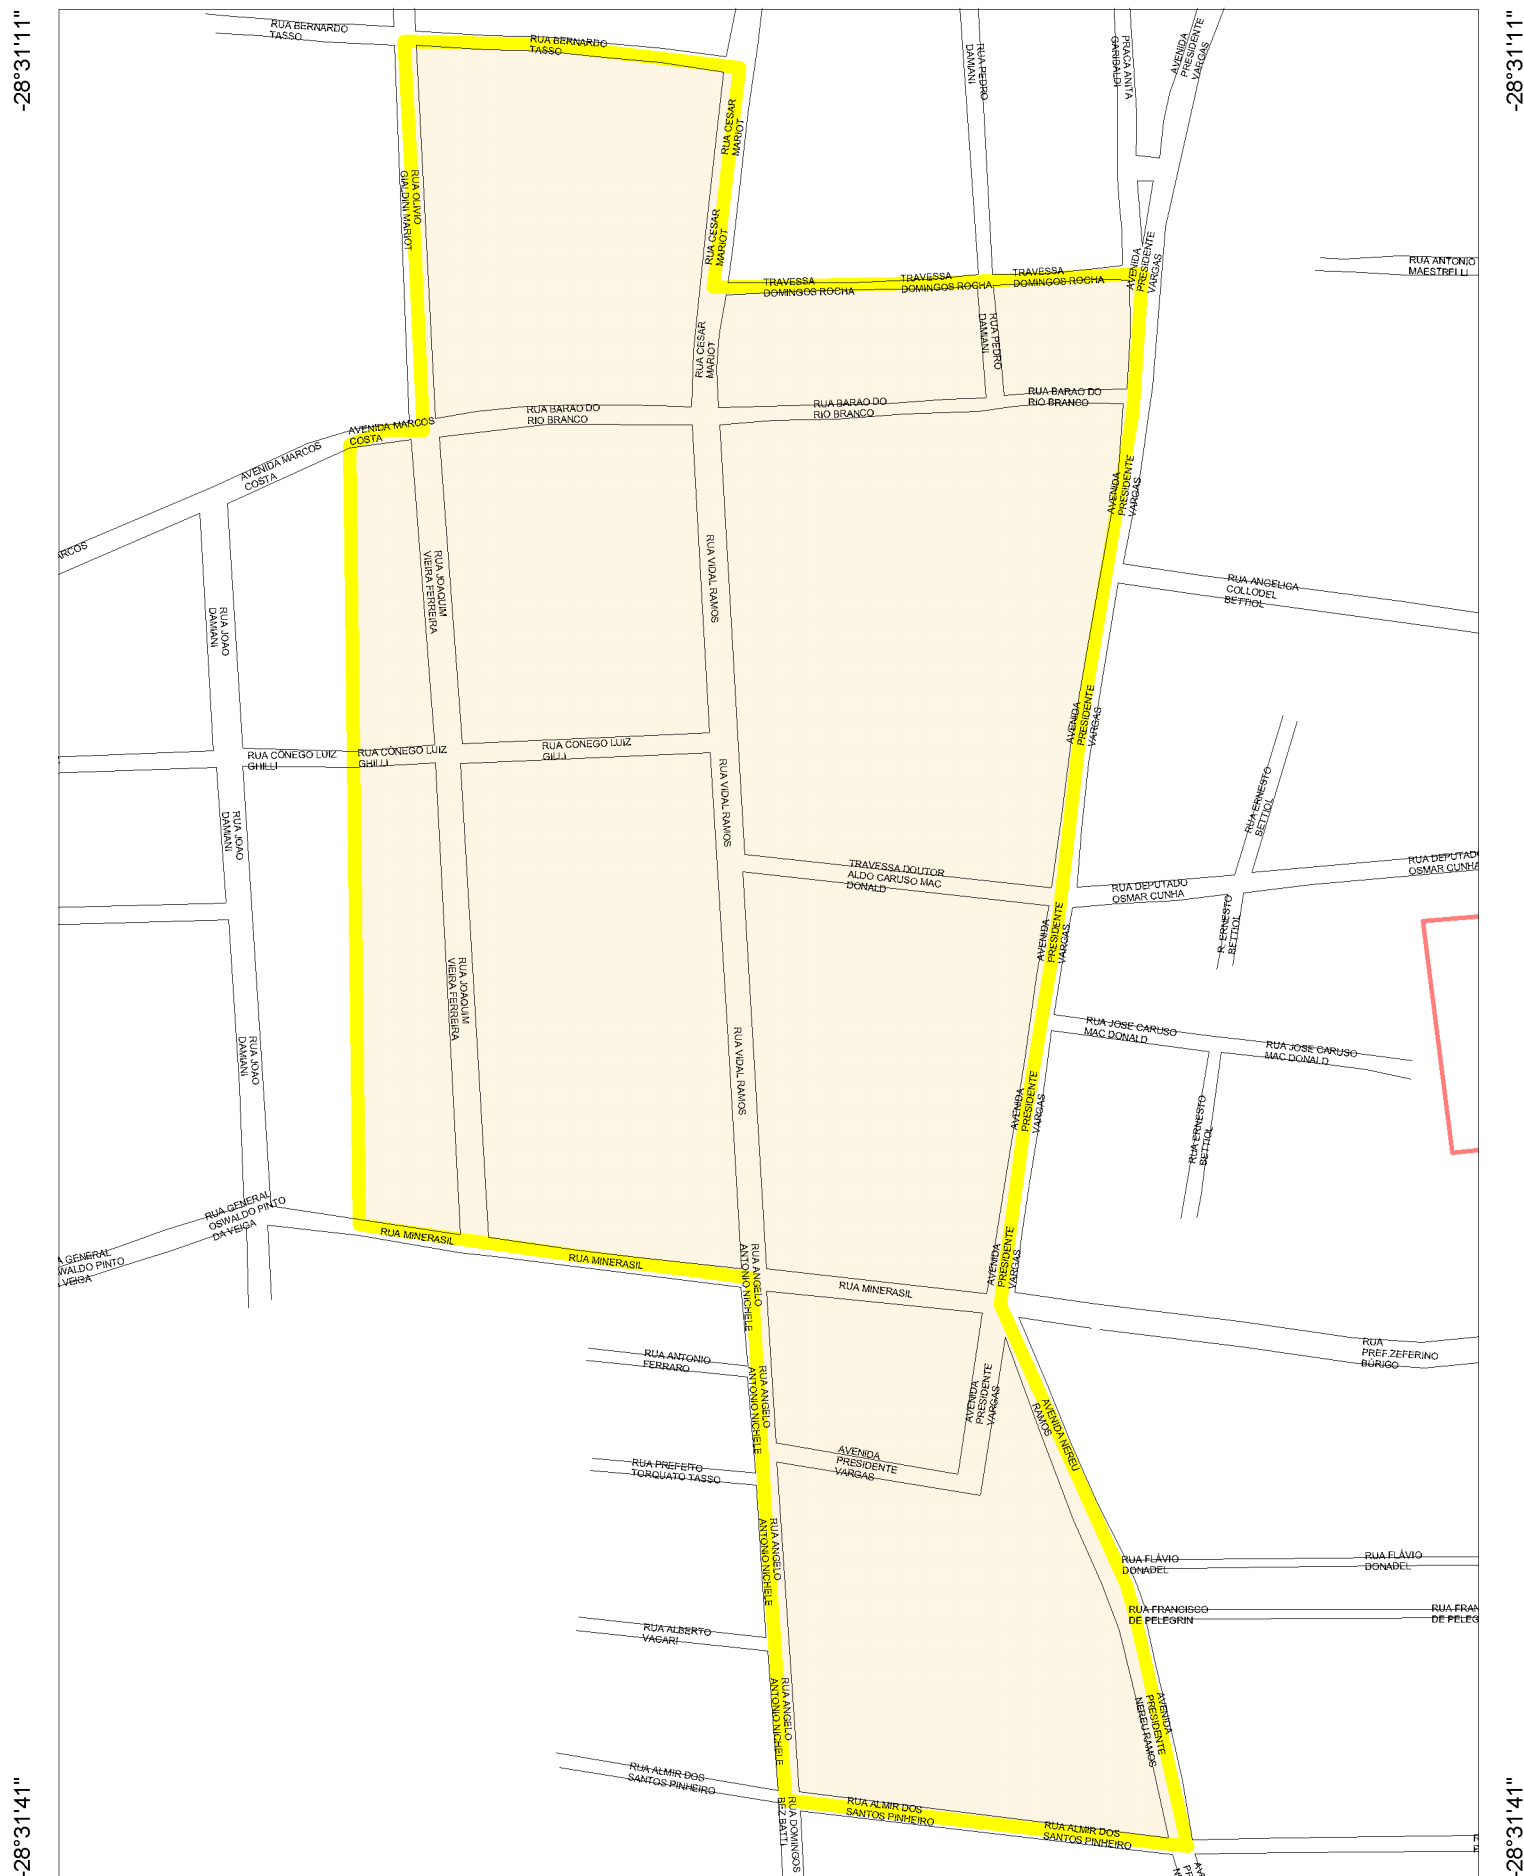 -28°31'11"
-28°31'11"
RUA BERNARDO
TASSO
RUA BERNARDO
TASSO
RUA PEDRO
DAMIANI
PRACA ANITA
GARIBALDI
AVENIDA
PRESIDENTE
VARGAS
RUA CESAR
MARIOT
RUA OLIVIO
GIALDINI MARIOT
RUA CESAR
MARIOT
TRAVESSA
DOMINGOS ROCHA
TRAVESSA
DOMINGOS ROCHA
TRAVESSA
DOMINGOS ROCHA
AVENIDA
PRESIDENTE
VARGAS
RUA ANTONIO
MAESTRELLI
RUA CESAR
MARIOT
RUA PEDRO
DAMIANI
RUA BARAO DO
RIO BRANCO
RUA BARAO DO
RIO BRANCO
RUA BARAO DO
RIO BRANCO
AVENIDA MARCOS
COSTA
AVENIDA MARCOS
COSTA
ARCOS
AVENIDA
PRESIDENTE
VARGAS
RUA JOAQUIM
VIEIRA FERREIRA
RUA VIDAL RAMOS
RUA ANGELICA
COLLODEL
BETTIOL
RUA JOAO
DAMIANI
AVENIDA
PRESIDENTE
VARGAS
RUA CÔNEGO LUIZ
GHILLI
RUA CÔNEGO LUIZ
GHILLI
RUA CONEGO LUIZ
GILLI
RUA VIDAL RAMOS
RUA ERNESTO
BETTIOL
RUA JOAO
DAMIANI
TRAVESSA DOUTOR
ALDO CARUSO MAC
DONALD
RUA DEPUTADO
OSMAR CUNHA
RUA DEPUTADO
OSMAR CUNHA
AVENIDA
PRESIDENTE
VARGAS
R. ERNESTO
BETTIOL
RUA JOAQUIM
VIEIRA FERREIRA
RUA JOAO
DAMIANI
RUA VIDAL RAMOS
RUA JOSE CARUSO
MAC DONALD
RUA JOSE CARUSO
MAC DONALD
AVENIDA
PRESIDENTE
VARGAS
RUA ERNESTO
BETTIOL
RUA GENERAL
OSWALDO PINTO
DA VEIGA
A GENERAL
WALDO PINTO
VEIGA
RUA MINERASIL
RUA MINERASIL
RUA MINERASIL
RUA ANGELO
ANTONIO NICHELE
AVENIDA
PRESIDENTE
VARGAS
RUA
PREF.ZEFERINO
BÚRIGO
RUA ANTONIO
FERRARO
RUA ANGELO
ANTONIO NICHELE
AVENIDA
PRESIDENTE
VARGAS
AVENIDA NEREU
RAMOS
AVENIDA
PRESIDENTE
VARGAS
RUA PREFEITO
TORQUATO TASSO
RUA ANGELO
ANTONIO NICHELE
RUA FLÁVIO
DONADEL
RUA FLÁVIO
DONADEL
RUA FRANCISCO
DE PELEGRIN
RUA FRAN
DE PELEG
RUA ALBERTO
VACARI
RUA ANGELO
ANTONIO NICHELE
AVENIDA
PRESIDENTE
NEREU RAMOS
RUA ALMIR DOS
SANTOS PINHEIRO
RUA ALMIR DOS
SANTOS PINHEIRO
RUA ALMIR DOS
SANTOS PINHEIRO
RUA DOMINGOS
BEZ BATTI
-28°31'41"
-28°31'41"